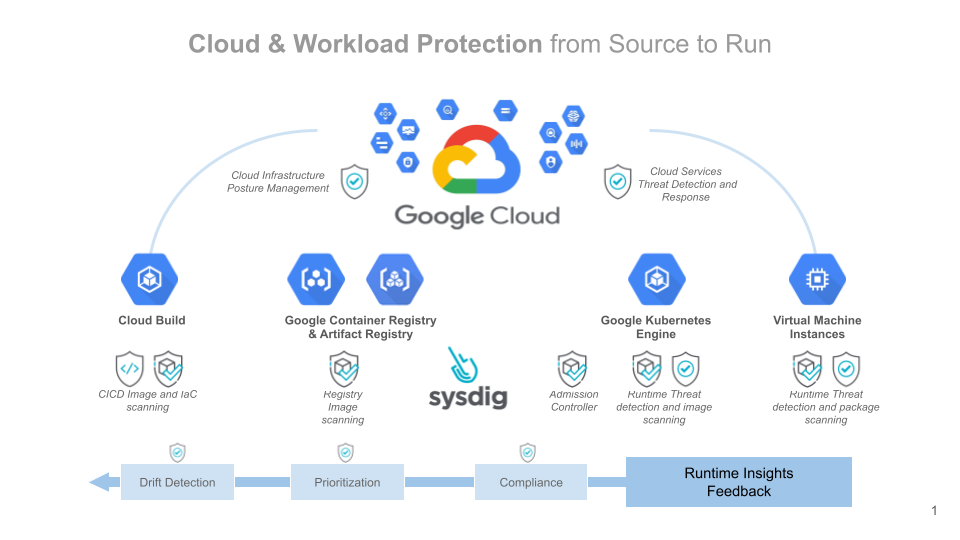 Cloud & Workload Protection from Source to Run
Cloud Infrastructure
Posture Management
Cloud Services
Threat Detection and
Response
Google Cloud
Cloud Build
Google Container Registry
& Artifact Registry
Google Kubernetes
Engine
Virtual Machine
Instances
CICD Image and IaC
scanning
Registry
Image
scanning
sysdig
Admission
Controller
Runtime Threat
detection and image
scanning
Runtime Threat
detection and package
scanning
Drift Detection
Prioritization
Compliance
Runtime Insights
Feedback
1